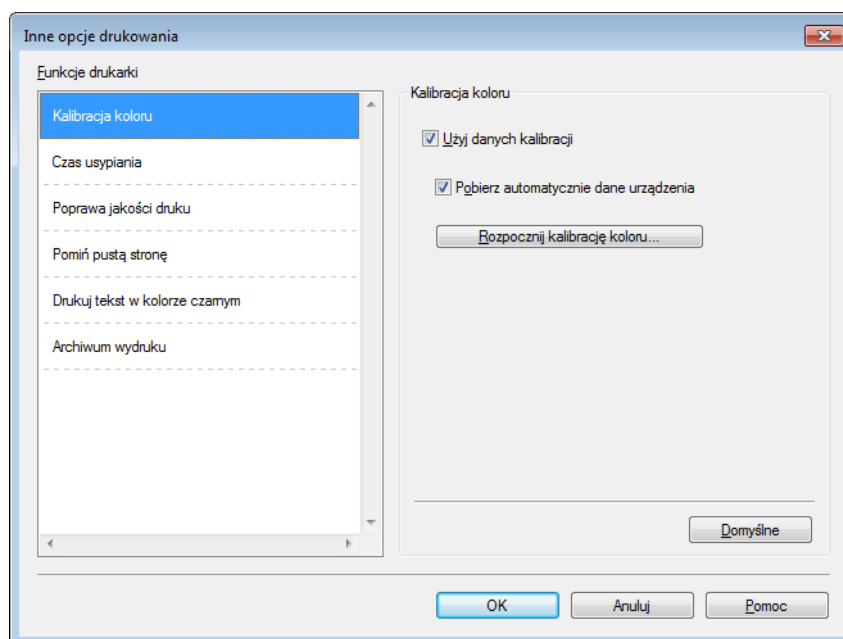 Inne opcje drukowania
Funkcje drukarki
Kalibracja koloru
Czas usypiania
Poprawa jakości druku
Pomiń pustą stronę
Drukuj tekst w kolorze czarnym
Archiwum wydruku
Kalibracja koloru
Użyj danych kalibracji
Pobierz automatycznie dane urządzenia
Rozpocznij kalibrację koloru...
Domyślne
OK Anuluj Pomoc